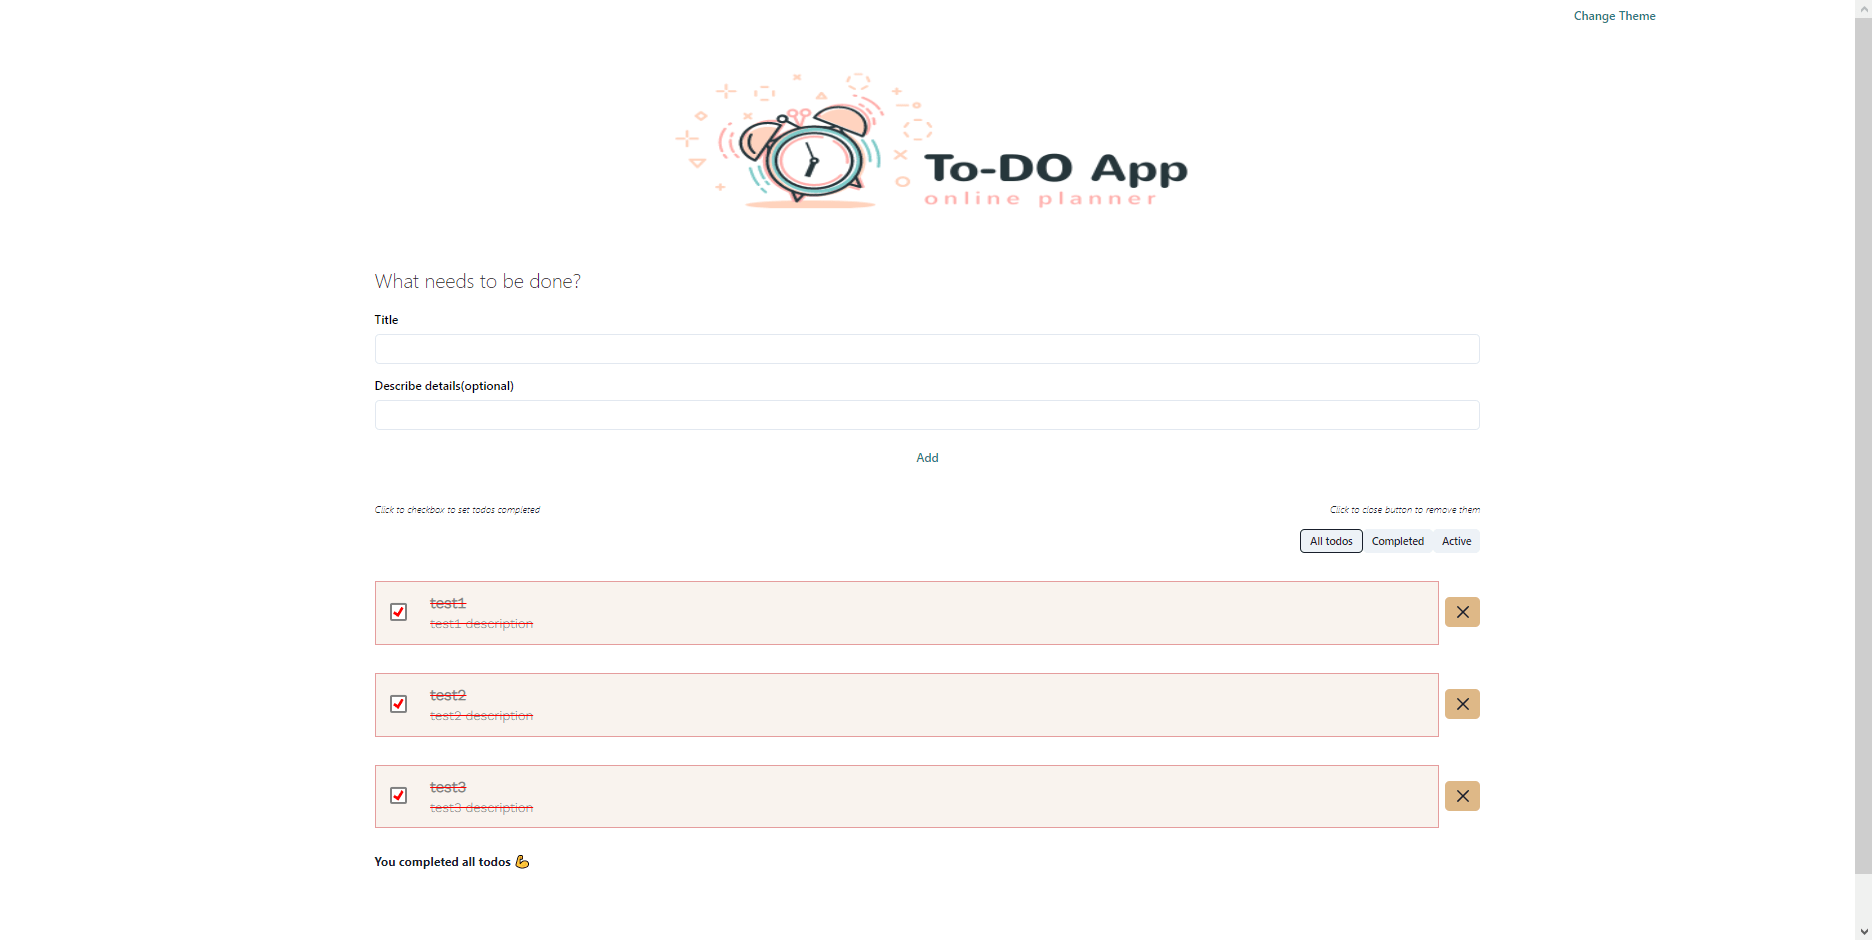 Change Theme
To-DO App
online planner
What needs to be done?
Title
Describe details(optional)
Add
Click to checkbox to set todos completed
Click to close button to remove them
All todos
Completed
Active
test1
test1 description
test2
test2 description
test3
test3 description
You completed all todos 💪